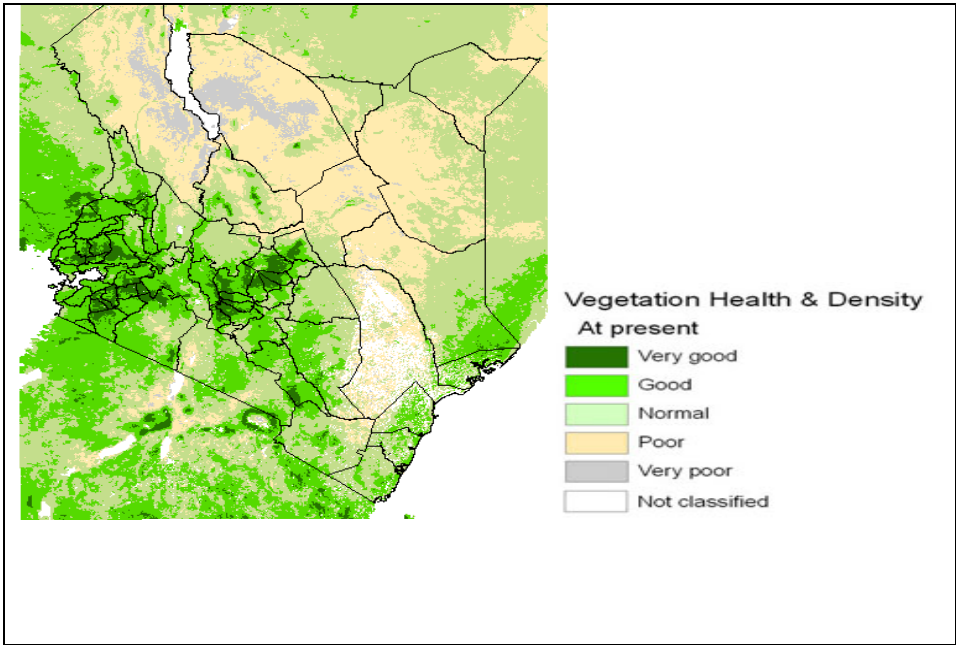 Vegetation Health & Density
At present
Very good
Good
Normal
Poor
Very poor
Not classified